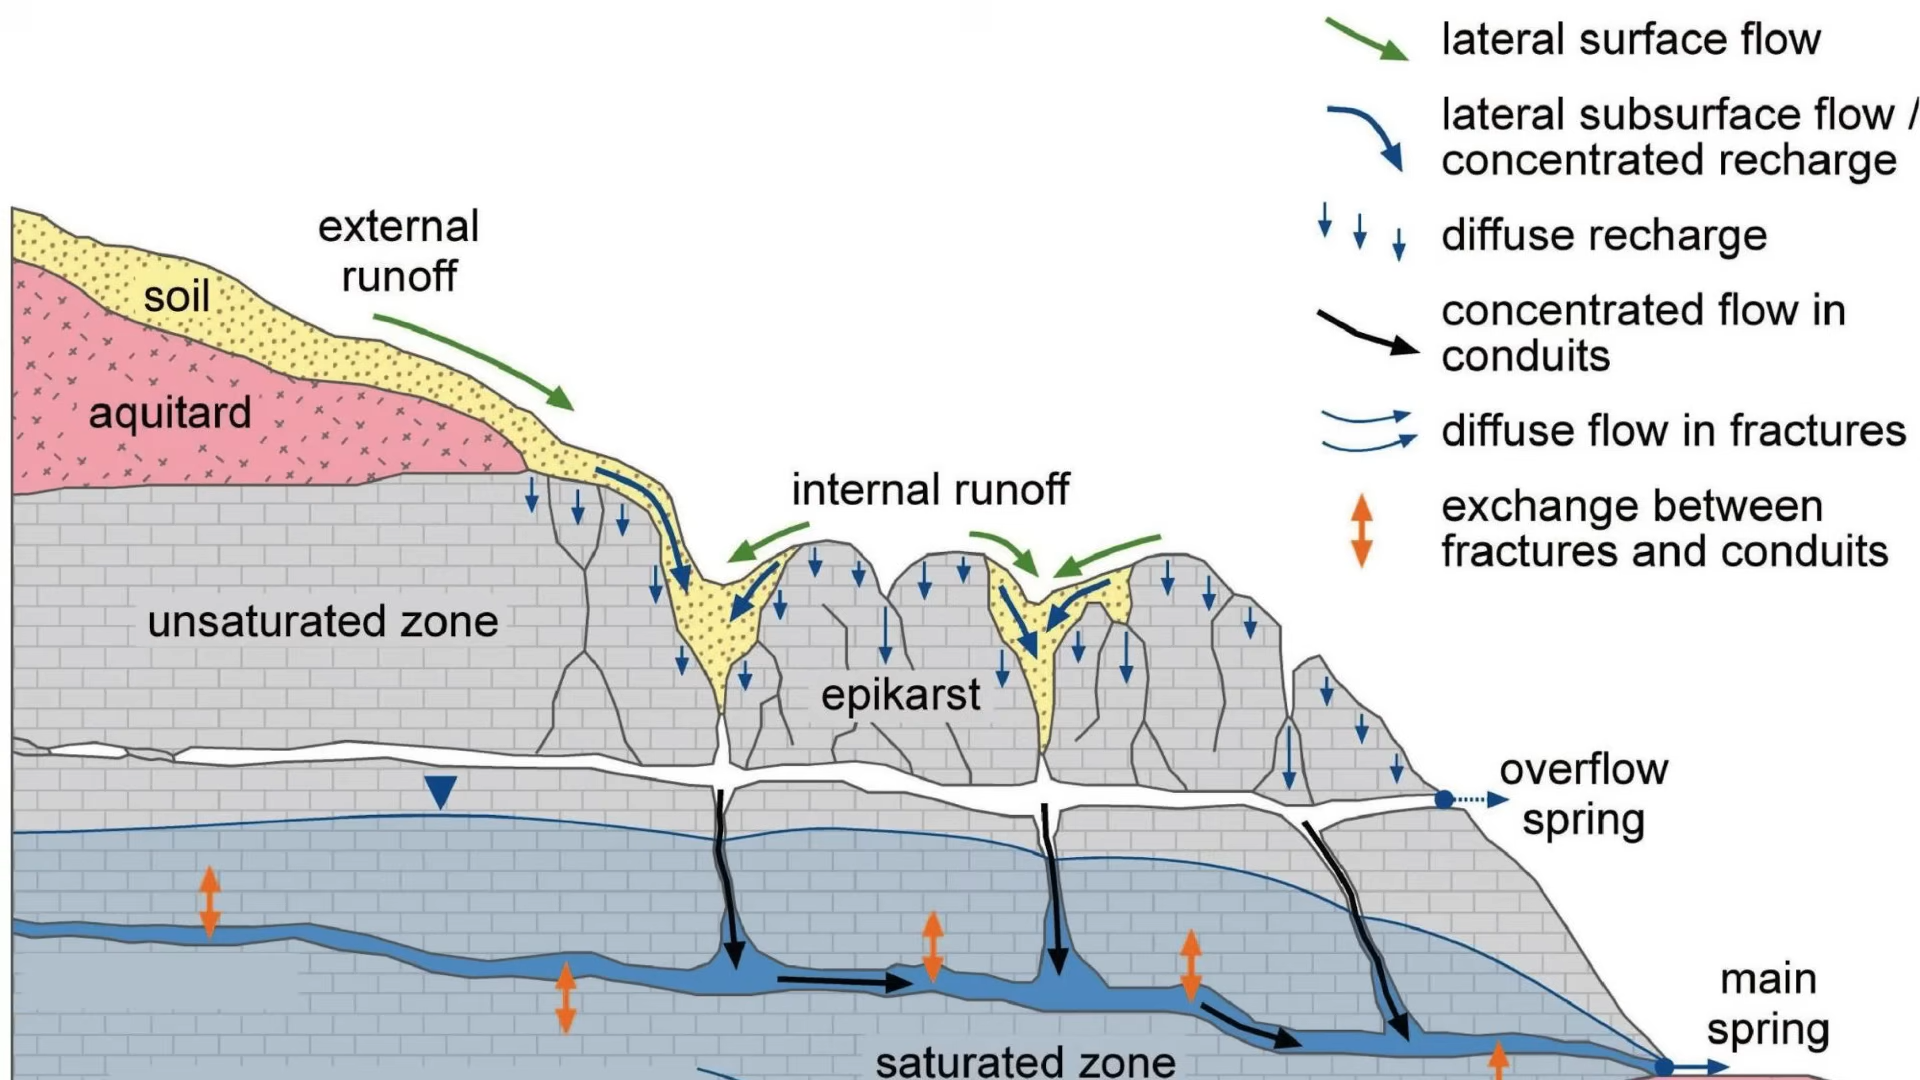 lateral surface flow
lateral subsurface flow /
concentrated recharge
diffuse recharge
concentrated flow in
conduits
diffuse flow in fractures
exchange between
fractures and conduits
external
runoff
soil
aquitard
internal runoff
unsaturated zone
epikarst
overflow
spring
main
spring
saturated zone